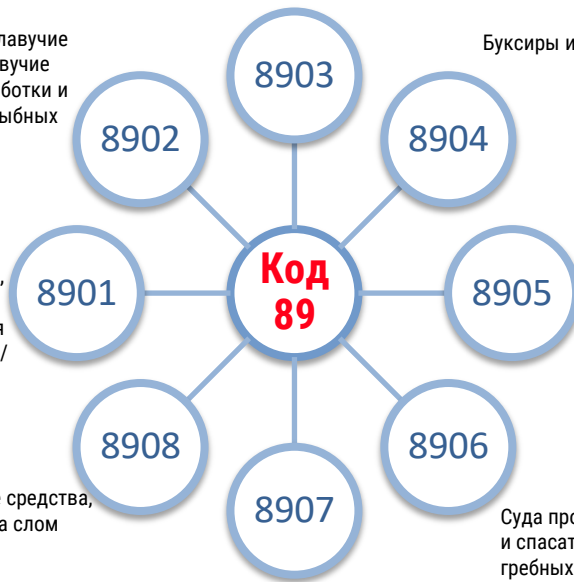 лавучие
вучие
ботки и
ыбных
8903
Буксиры и
8902
8904
,
я
/
8901
Код
89
8905
8908
8906
8907
средства,
а слом
Суда про
и спасат
гребных